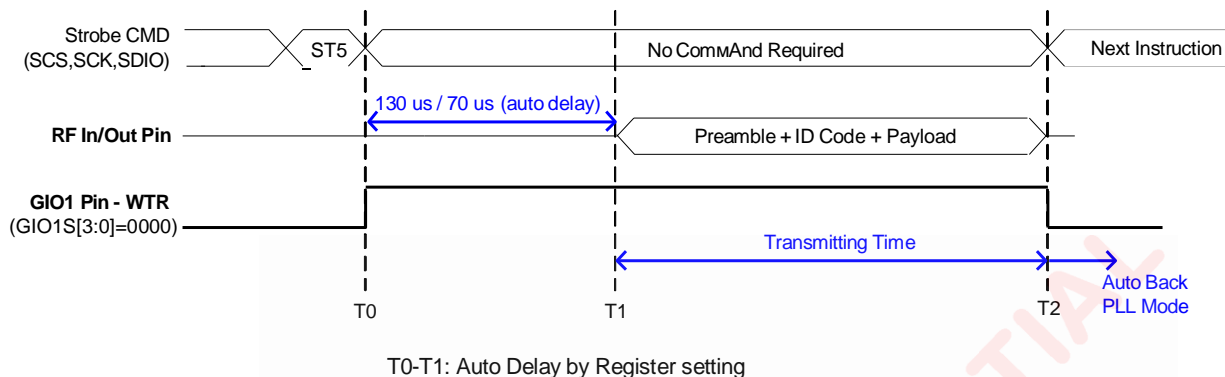 Strobe CMD
(SCS,SCK,SDIO)
ST5
No CommAnd Required
Next Instruction
130 us / 70 us (auto delay)
RF In/Out Pin
Preamble + ID Code + Payload
GIO1 Pin - WTR
(GIO1S[3:0]=0000)
Transmitting Time
Auto Back
PLL Mode
T0
T1
T2
T0-T1: Auto Delay by Register setting
TIAL